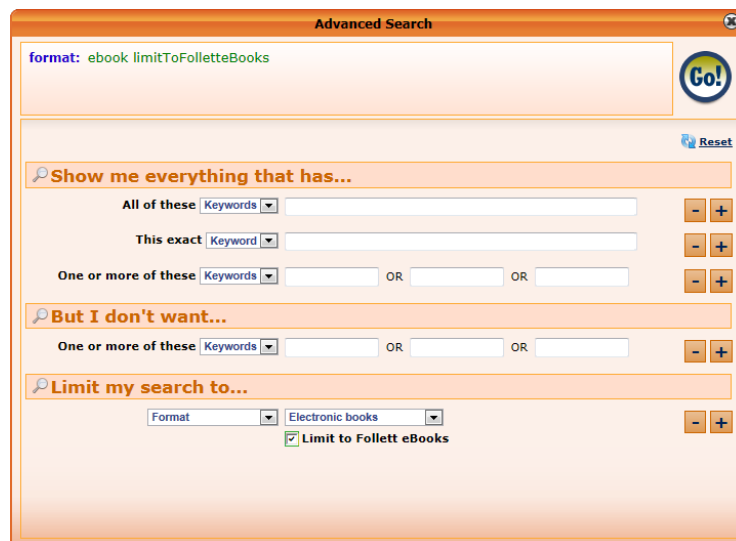 Advanced Search
format: ebook limitToFolletteBooks
Go!
Reset
Show me everything that has...
All of these Keywords
This exact Keyword
One or more of these Keywords OR OR
But I don't want...
One or more of these Keywords OR OR
Limit my search to...
Format Electronic books
Limit to Follett eBooks